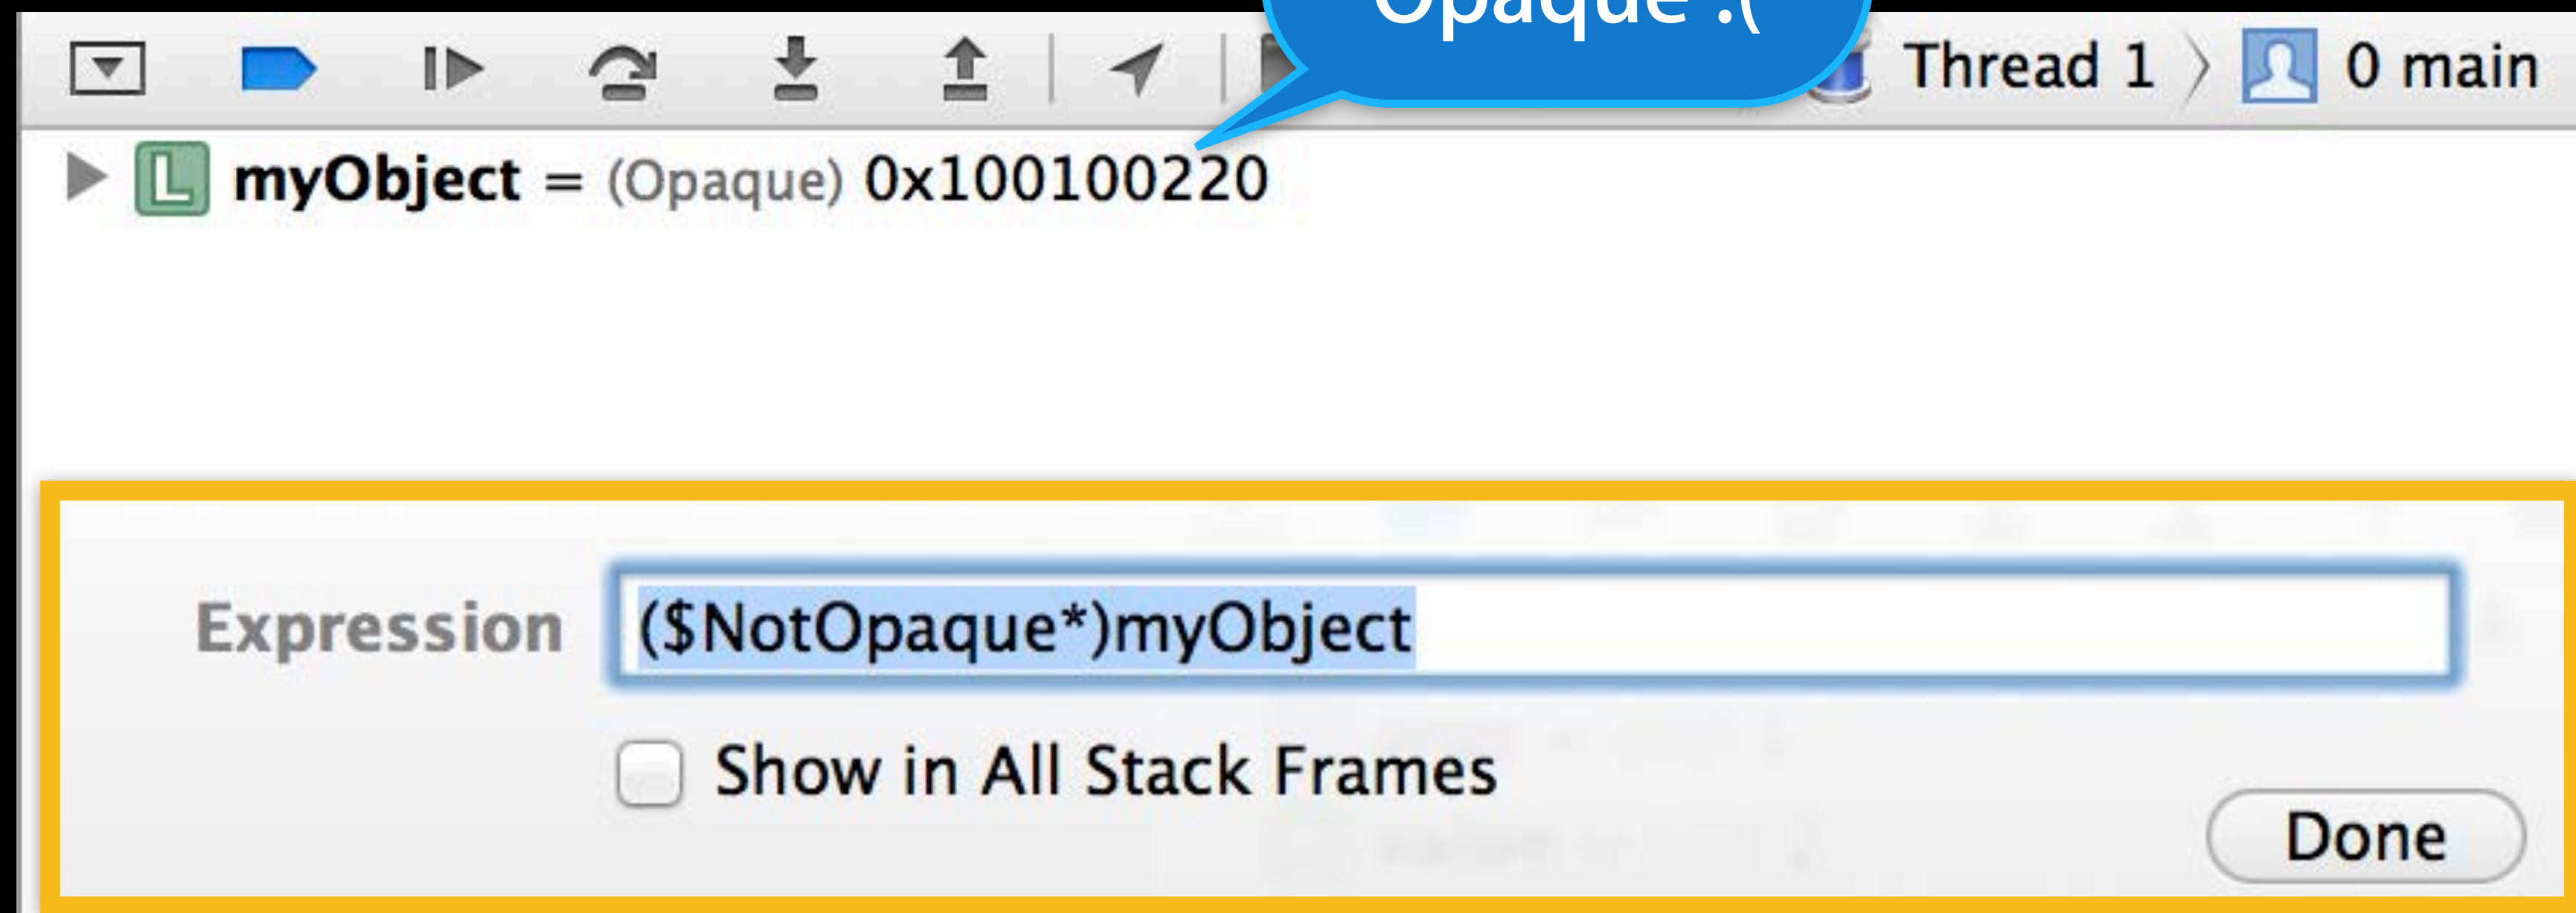 Opaque :(
Thread 1 〉 0 main
L myObject = (Opaque) 0x100100220
Expression ($NotOpaque*)myObject
Show in All Stack Frames
Done